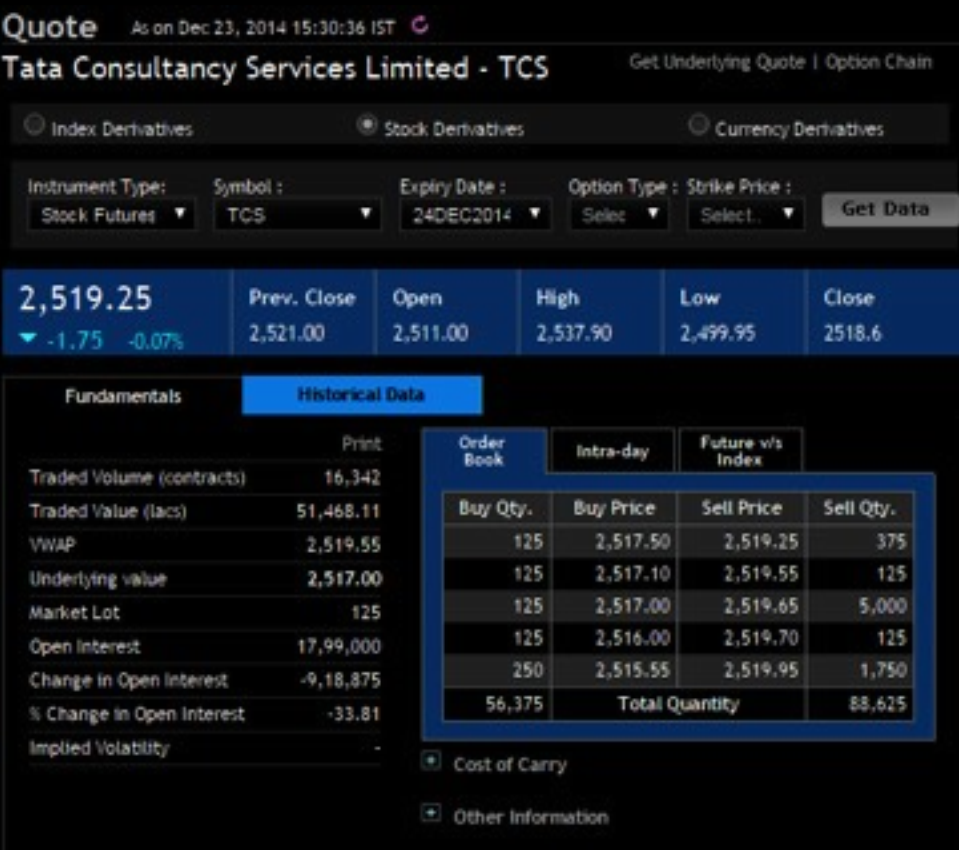 Quote As on Dec 23, 2014 15:30:36 IST
Tata Consultancy Services Limited - TCS Get Underlying Quote | Option Chain
Index Derivatives Stock Derivatives Currency Derivatives
Instrument Type: Symbol : Expiry Date : Option Type : Strike Price :
Stock Futures TCS 24DEC2014 Selec Select.. Get Data
2,519.25 Prev. Close Open High Low Close
-1.75 -0.07% 2,521.00 2,511.00 2,537.90 2,499.95 2518.6
Fundamentals Historical Data
Print
Traded Volume (contracts) 16,342
Traded Value (lacs) 51,468.11
VWAP 2,519.55
Underlying value 2,517.00
Market Lot 125
Open Interest 17,99,000
Change in Open Interest -9,18,875
% Change in Open Interest -33.81
Implied Volatility -
Order Book Intra-day Future v/s Index
Buy Qty. Buy Price Sell Price Sell Qty.
125 2,517.50 2,519.25 375
125 2,517.10 2,519.55 125
125 2,517.00 2,519.65 5,000
125 2,516.00 2,519.70 125
250 2,515.55 2,519.95 1,750
56,375 Total Quantity 88,625
+ Cost of Carry
+ Other Information